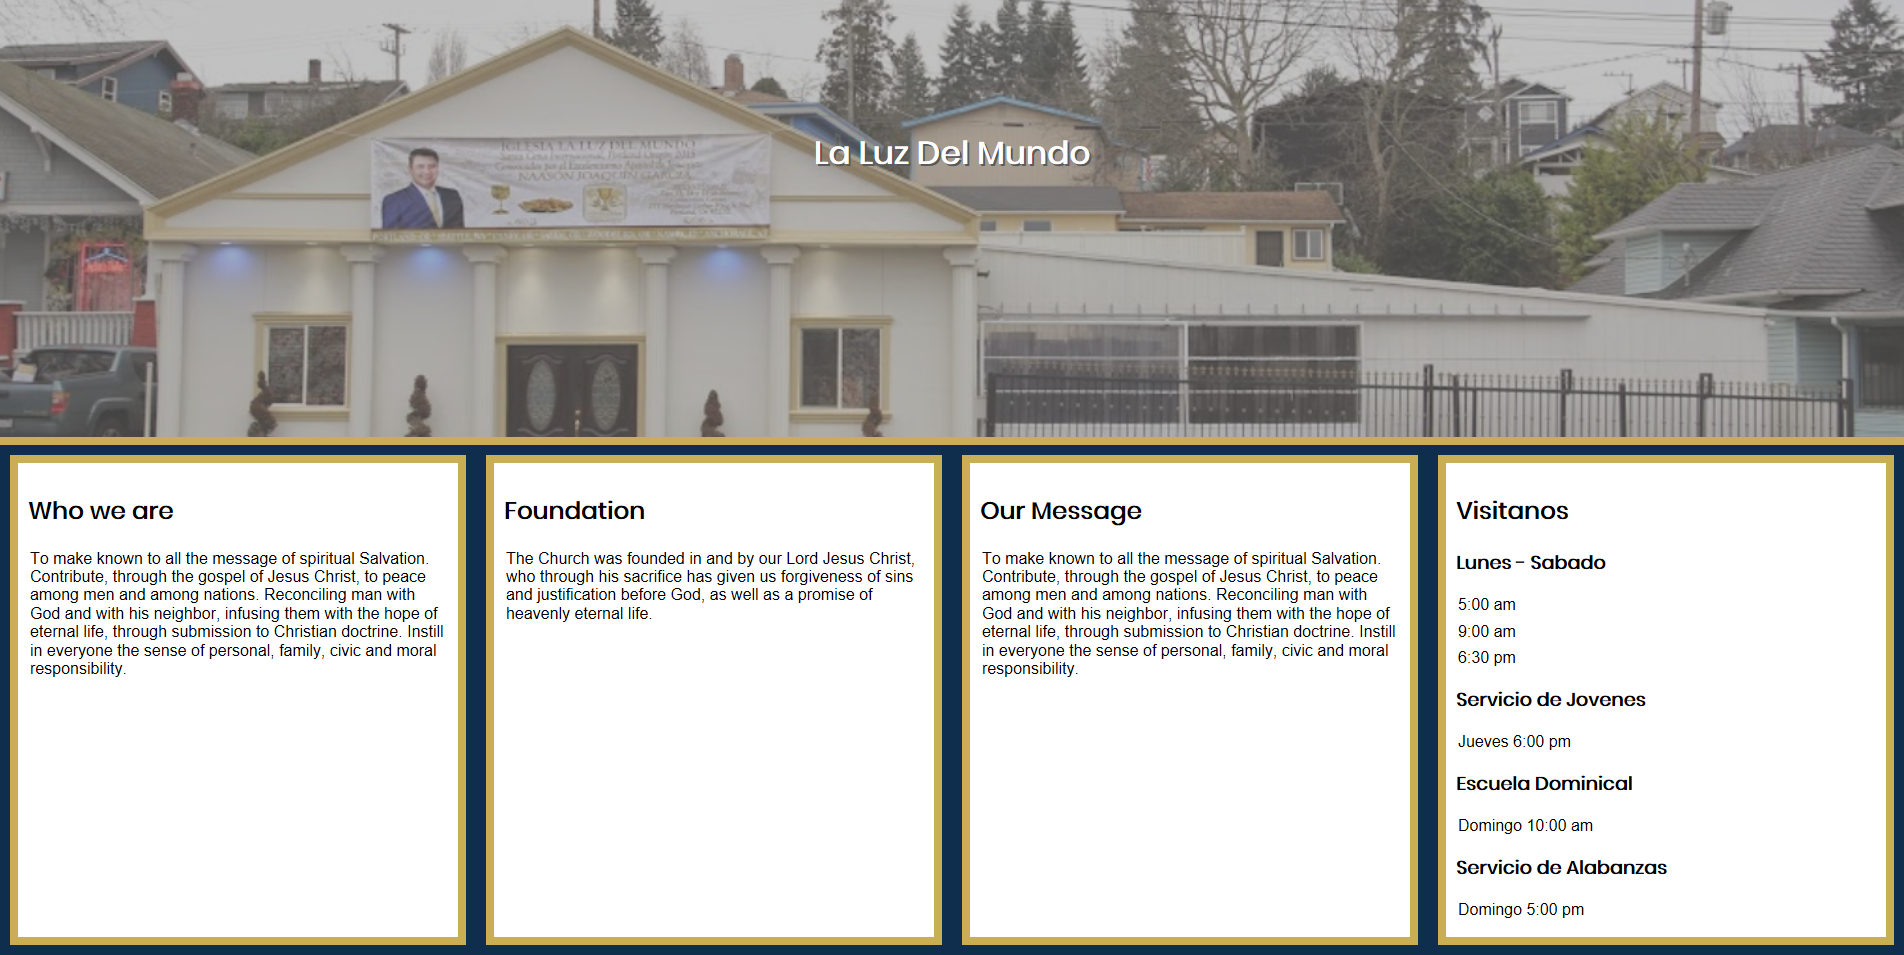 La Luz Del Mundo
IGLESIA LA LUZ DEL MUNDO
NAASON JOAQUIN GARCIA
Who we are
To make known to all the message of spiritual Salvation.
Contribute, through the gospel of Jesus Christ, to peace
among men and among nations. Reconciling man with
God and with his neighbor, infusing them with the hope of
eternal life, through submission to Christian doctrine. Instill
in everyone the sense of personal, family, civic and moral
responsibility.
Foundation
The Church was founded in and by our Lord Jesus Christ,
who through his sacrifice has given us forgiveness of sins
and justification before God, as well as a promise of
heavenly eternal life.
Our Message
To make known to all the message of spiritual Salvation.
Contribute, through the gospel of Jesus Christ, to peace
among men and among nations. Reconciling man with
God and with his neighbor, infusing them with the hope of
eternal life, through submission to Christian doctrine. Instill
in everyone the sense of personal, family, civic and moral
responsibility.
Visitanos
Lunes - Sabado
5:00 am
9:00 am
6:30 pm
Servicio de Jovenes
Jueves 6:00 pm
Escuela Dominical
Domingo 10:00 am
Servicio de Alabanzas
Domingo 5:00 pm